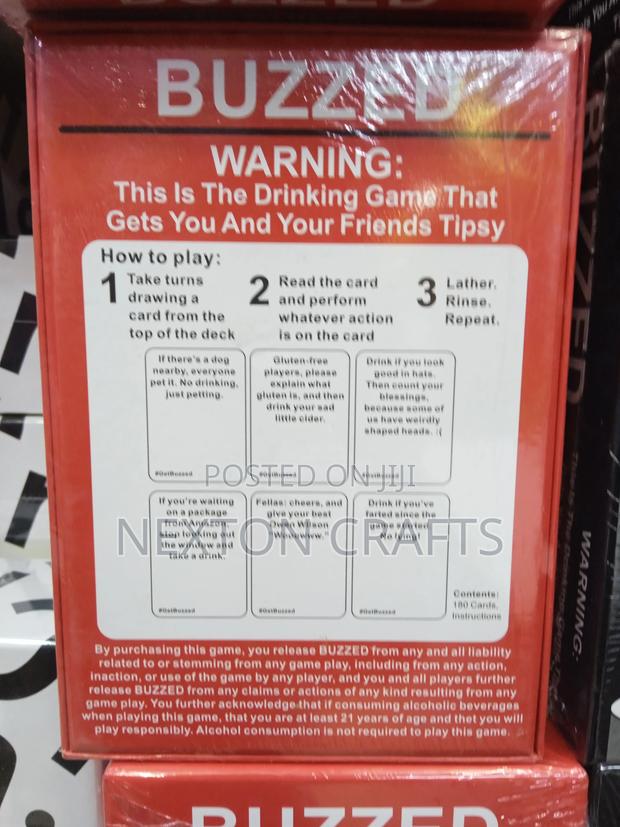 BUZZED
BUZZED
WARNING:
This Is The Drinking Game That
Gets You And Your Friends Tipsy
How to play:
1 Take turns
drawing a
card from the
top of the deck
2 Read the card
and perform
whatever action
is on the card
3 Lather.
Rinse.
Repeat.
If there's a dog
nearby, everyone
pet it. No drinking,
just petting.
#GetBuzzed
Gluten-free
players, please
explain what
gluten is, and then
drink your sad
little cider.
#GetBuzzed
Drink if you look
good in hats.
Then count your
blessings,
because some of
us have weirdly
shaped heads. :(
#GetBuzzed
POSTED ON JIJI
NEXTON CRAFTS
If you're waiting
on a package
from Amazon,
stop looking out
the window and
take a drink.
#GetBuzzed
Fellas: cheers, and
give your best
Owen Wilson
#GetBuzzed
Drink if you've
farted since the
game started.
No lying!
#GetBuzzed
Contents:
180 Cards,
Instructions
By purchasing this game, you release BUZZED from any and all liability
related to or stemming from any game play, including from any action,
inaction, or use of the game by any player, and you and all players further
release BUZZED from any claims or actions of any kind resulting from any
game play. You further acknowledge that if consuming alcoholic beverages
when playing this game, that you are at least 21 years of age and thet you will
play responsibly. Alcohol consumption is not required to play this game.
BUZZED
BUZZED
WARNING: